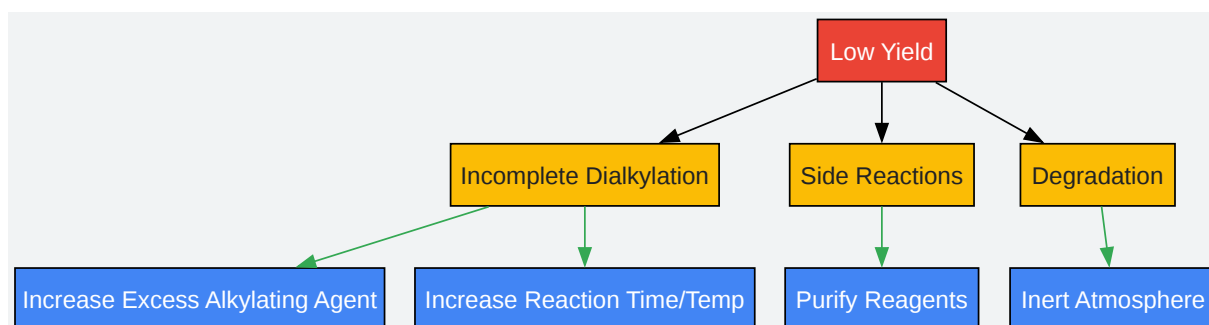 Low Yield
Incomplete Dialkylation
Side Reactions
Degradation
Increase Excess Alkylating Agent
Increase Reaction Time/Temp
Purify Reagents
Inert Atmosphere